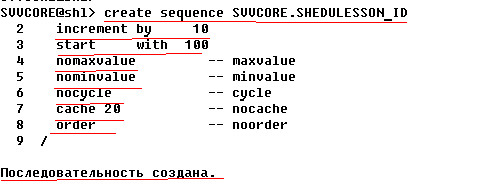 SVVCORE@sh1> create sequence SVVCORE.SHEDULESSON_ID
2 increment by 10
3 start with 100
4 nomaxvalue -- maxvalue
5 nominvalue -- minvalue
6 nocycle -- cycle
7 cache 20 -- nocache
8 order -- noorder
9 /
Последовательность создана.